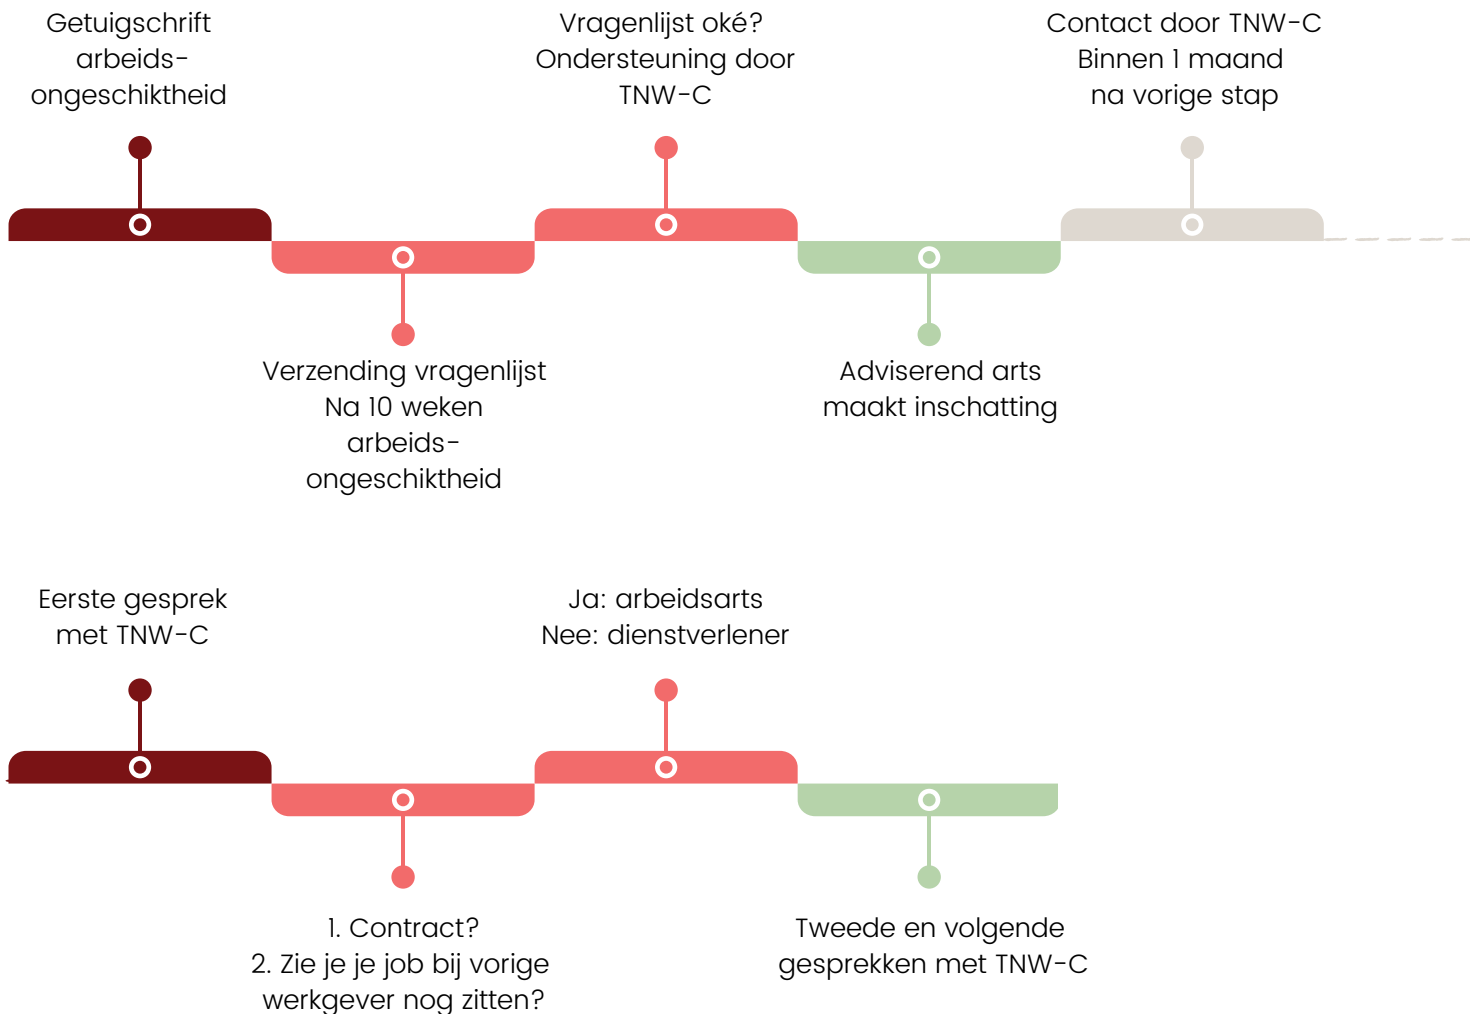 Getuigschrift
arbeids-
ongeschiktheid
Verzending vragenlijst
Na 10 weken
arbeids-
ongeschiktheid
Vragenlijst oké?
Ondersteuning door
TNW-C
Adviserend arts
maakt inschatting
Contact door TNW-C
Binnen 1 maand
na vorige stap
Eerste gesprek
met TNW-C
1. Contract?
2. Zie je je job bij vorige
werkgever nog zitten?
Ja: arbeidsarts
Nee: dienstverlener
Tweede en volgende
gesprekken met TNW-C